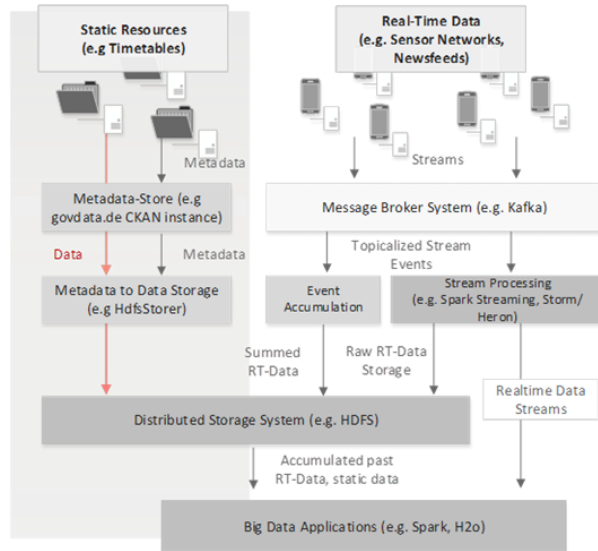 Static Resources
(e.g Timetables)
Real-Time Data
(e.g. Sensor Networks,
Newsfeeds)
Metadata
Streams
Metadata-Store (e.g
govdata.de CKAN instance)
Message Broker System (e.g. Kafka)
Data
Metadata
Topicalized Stream
Events
Metadata to Data Storage
(e.g HdfsStorer)
Event
Accumulation
Stream Processing
(e.g. Spark Streaming, Storm/
Heron)
Summed
RT-Data
Raw RT-Data
Storage
Realtime Data
Streams
Distributed Storage System (e.g. HDFS)
Accumulated past
RT-Data, static data
Big Data Applications (e.g. Spark, H2o)